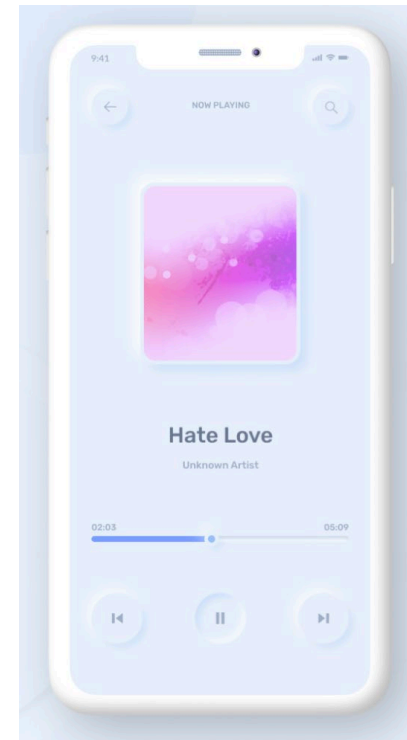 9:41
NOW PLAYING
Hate Love
Unknown Artist
02:03 05:09